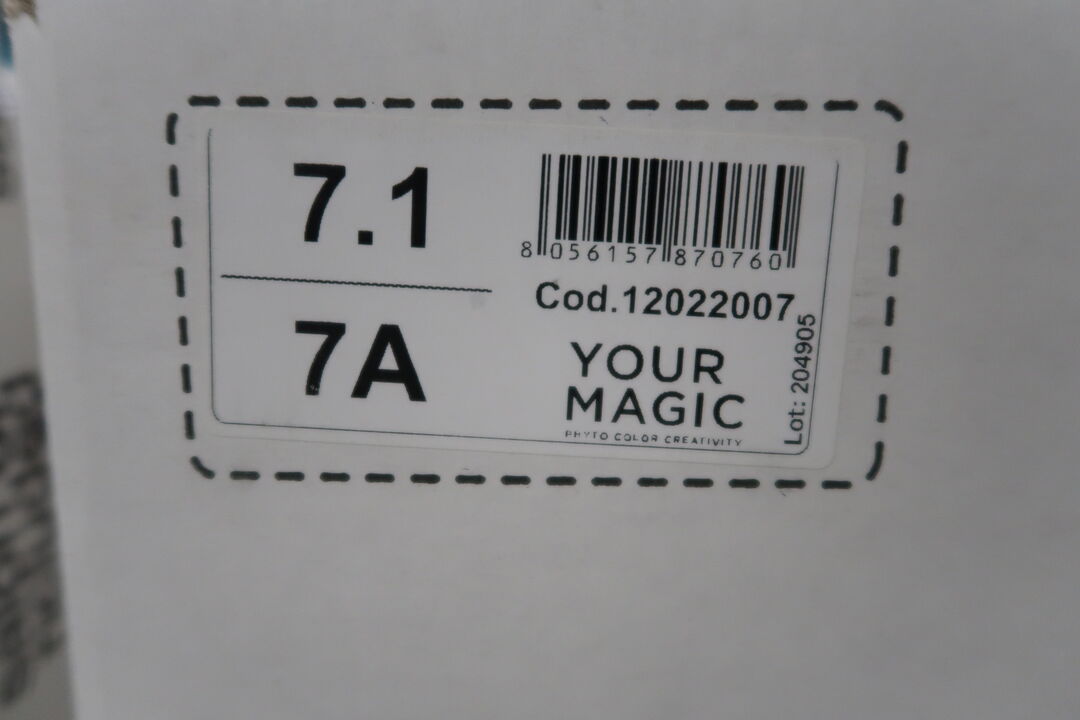 7.1
7A
8 056157 870760
Cod.12022007
YOUR
MAGIC
PHYTO COLOR CREATIVITY
Lot: 204905